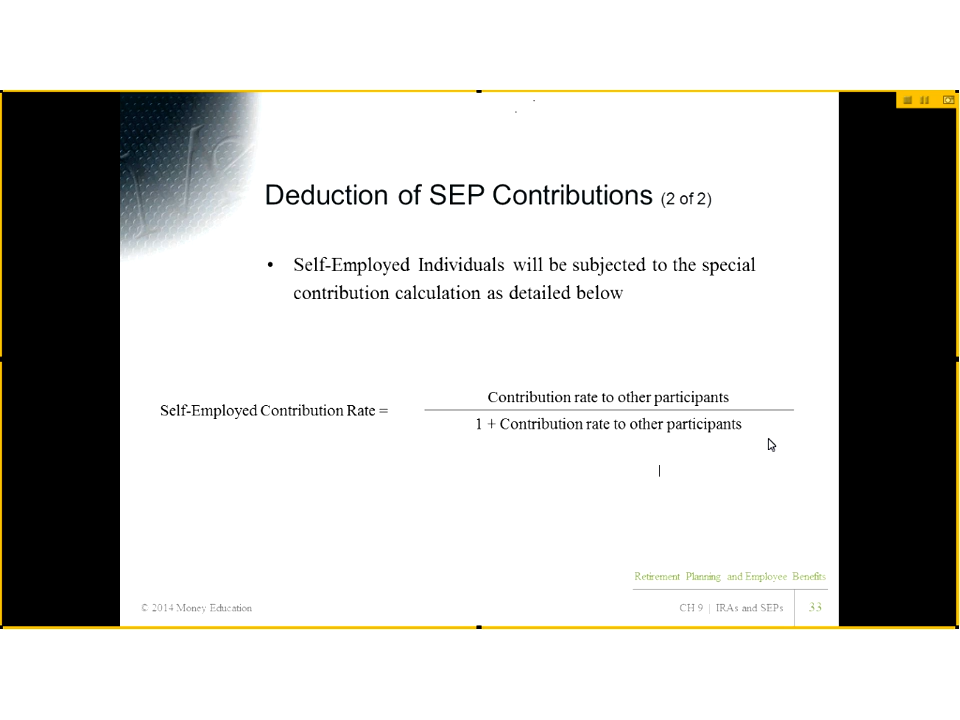 Deduction of SEP Contributions (2 of 2)
• Self-Employed Individuals will be subjected to the special
contribution calculation as detailed below
Self-Employed Contribution Rate =
Contribution rate to other participants
1 + Contribution rate to other participants
Retirement Planning and Employee Benefits
© 2014 Money Education
CH 9 | IRAs and SEPs
33